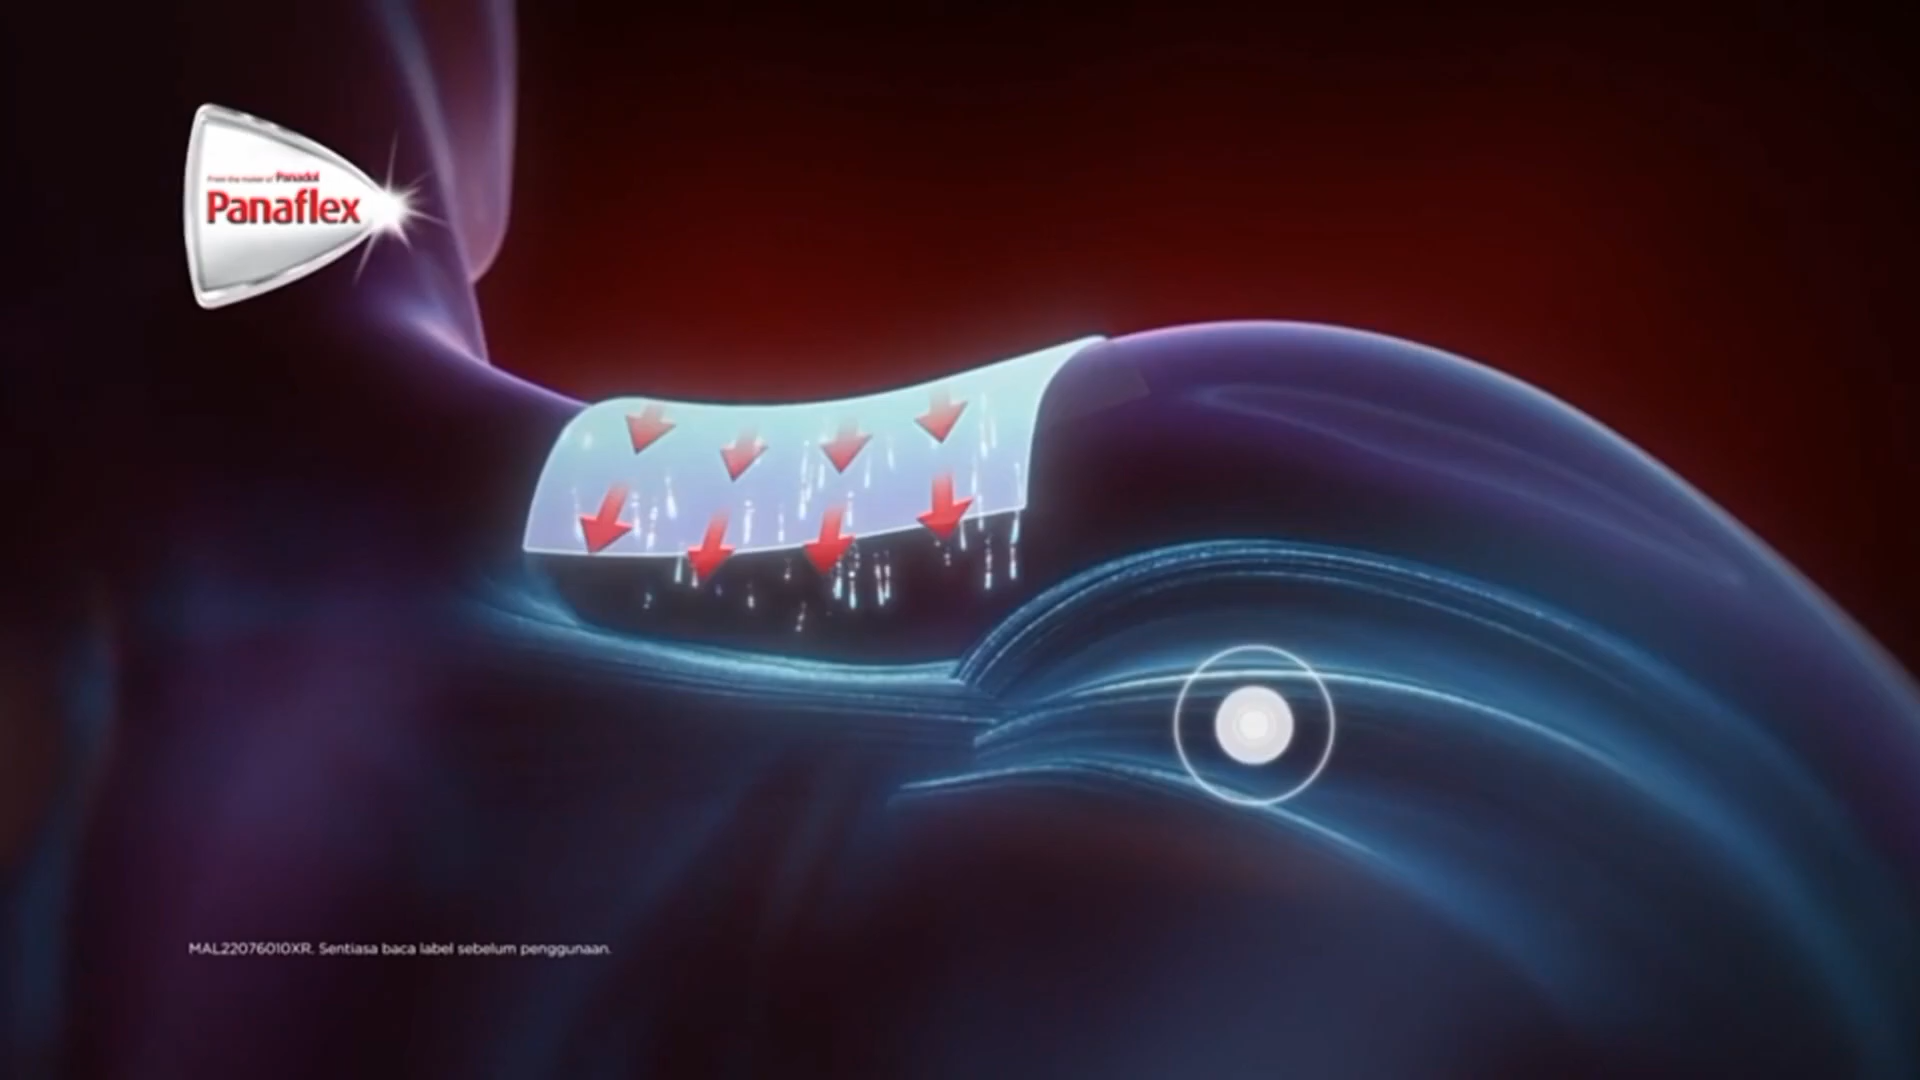 From the maker of Panadol
Panaflex
MAL22076010XR. Sentiasa baca label sebelum penggunaan.